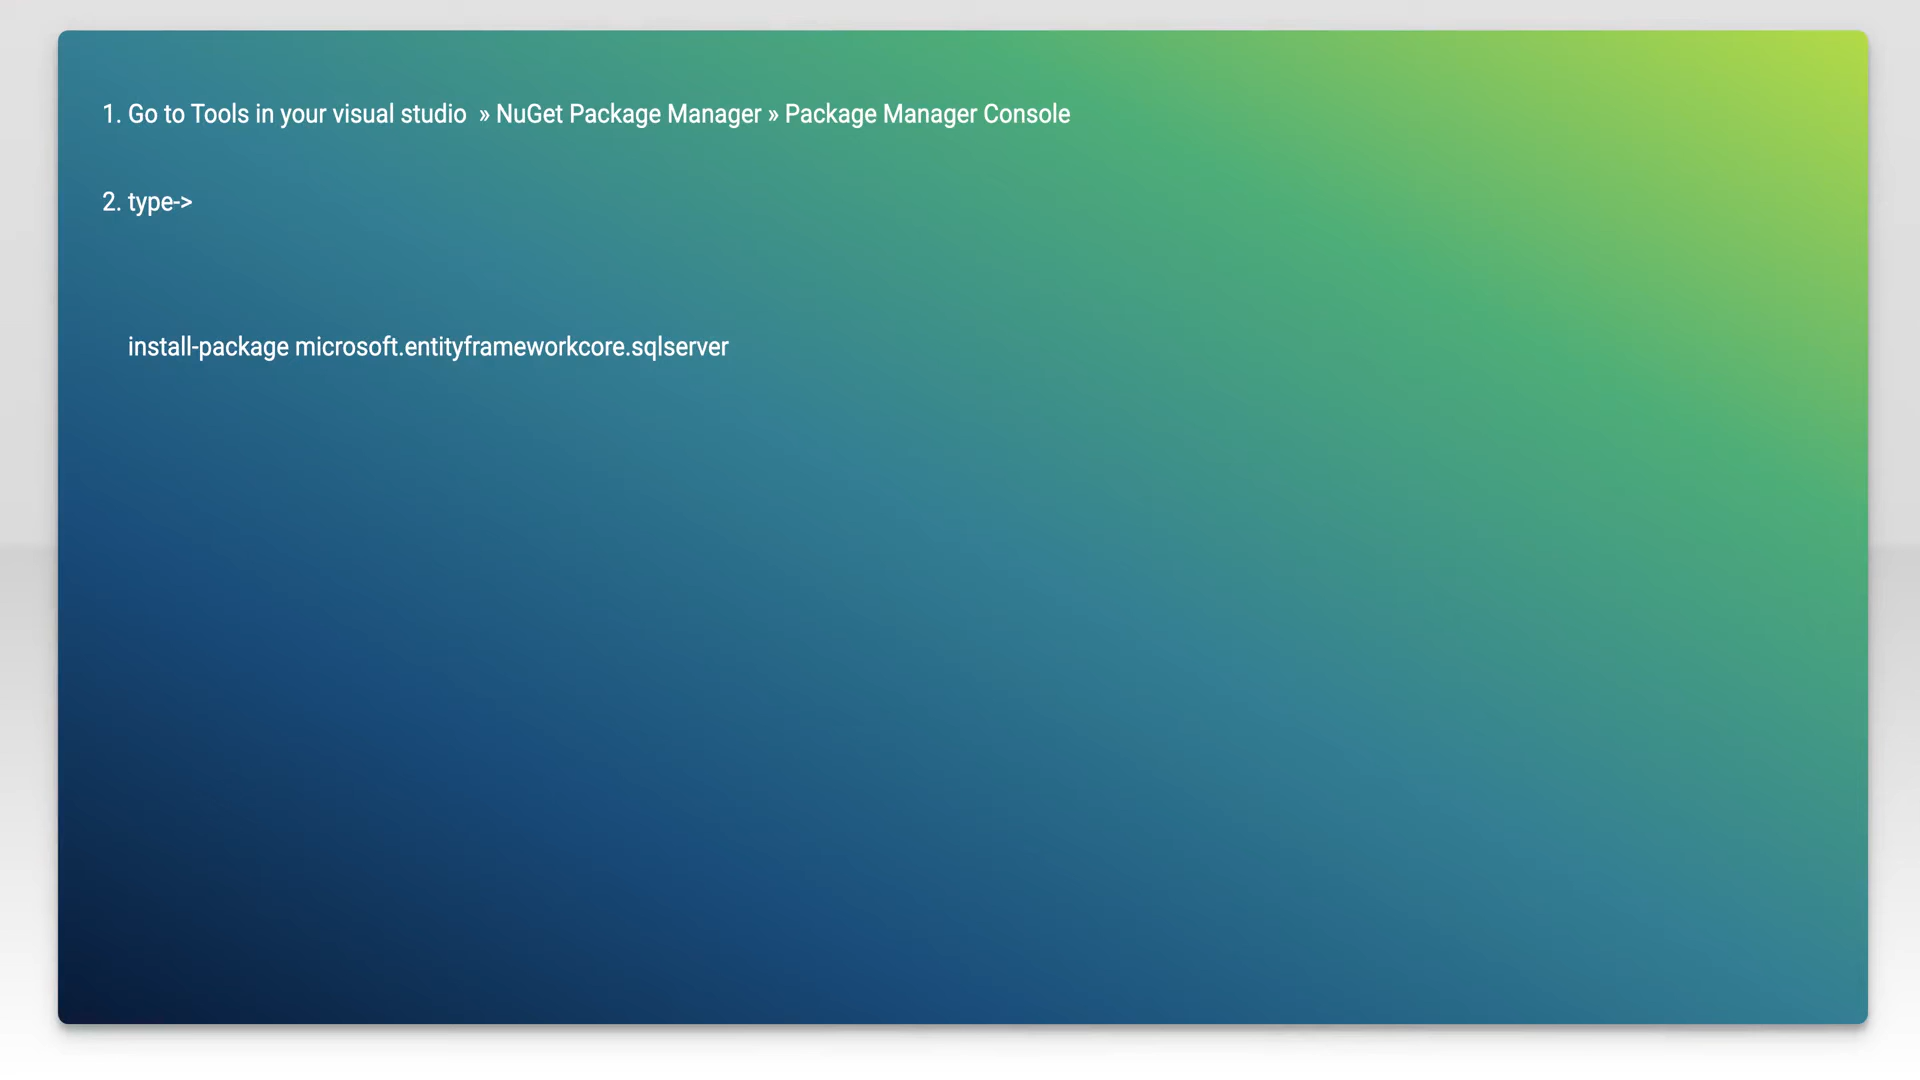 1. Go to Tools in your visual studio  » NuGet Package Manager » Package Manager Console
2. type->
install-package microsoft.entityframeworkcore.sqlserver